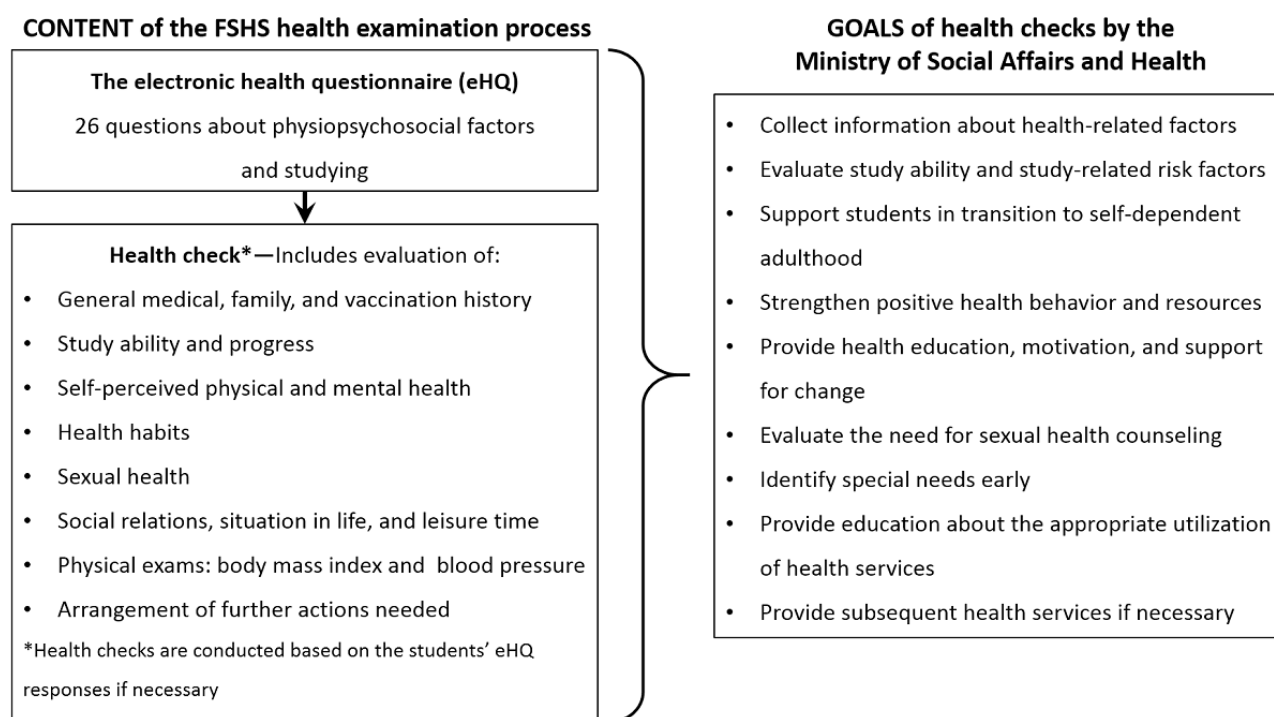 CONTENT of the FSHS health examination process
The electronic health questionnaire (eHQ)
26 questions about physiopsychosocial factors
and studying
Health check*—Includes evaluation of:
• General medical, family, and vaccination history
• Study ability and progress
• Self-perceived physical and mental health
• Health habits
• Sexual health
• Social relations, situation in life, and leisure time
• Physical exams: body mass index and blood pressure
• Arrangement of further actions needed
*Health checks are conducted based on the students’ eHQ
responses if necessary
GOALS of health checks by the
Ministry of Social Affairs and Health
• Collect information about health-related factors
• Evaluate study ability and study-related risk factors
• Support students in transition to self-dependent
adulthood
• Strengthen positive health behavior and resources
• Provide health education, motivation, and support
for change
• Evaluate the need for sexual health counseling
• Identify special needs early
• Provide education about the appropriate utilization
of health services
• Provide subsequent health services if necessary